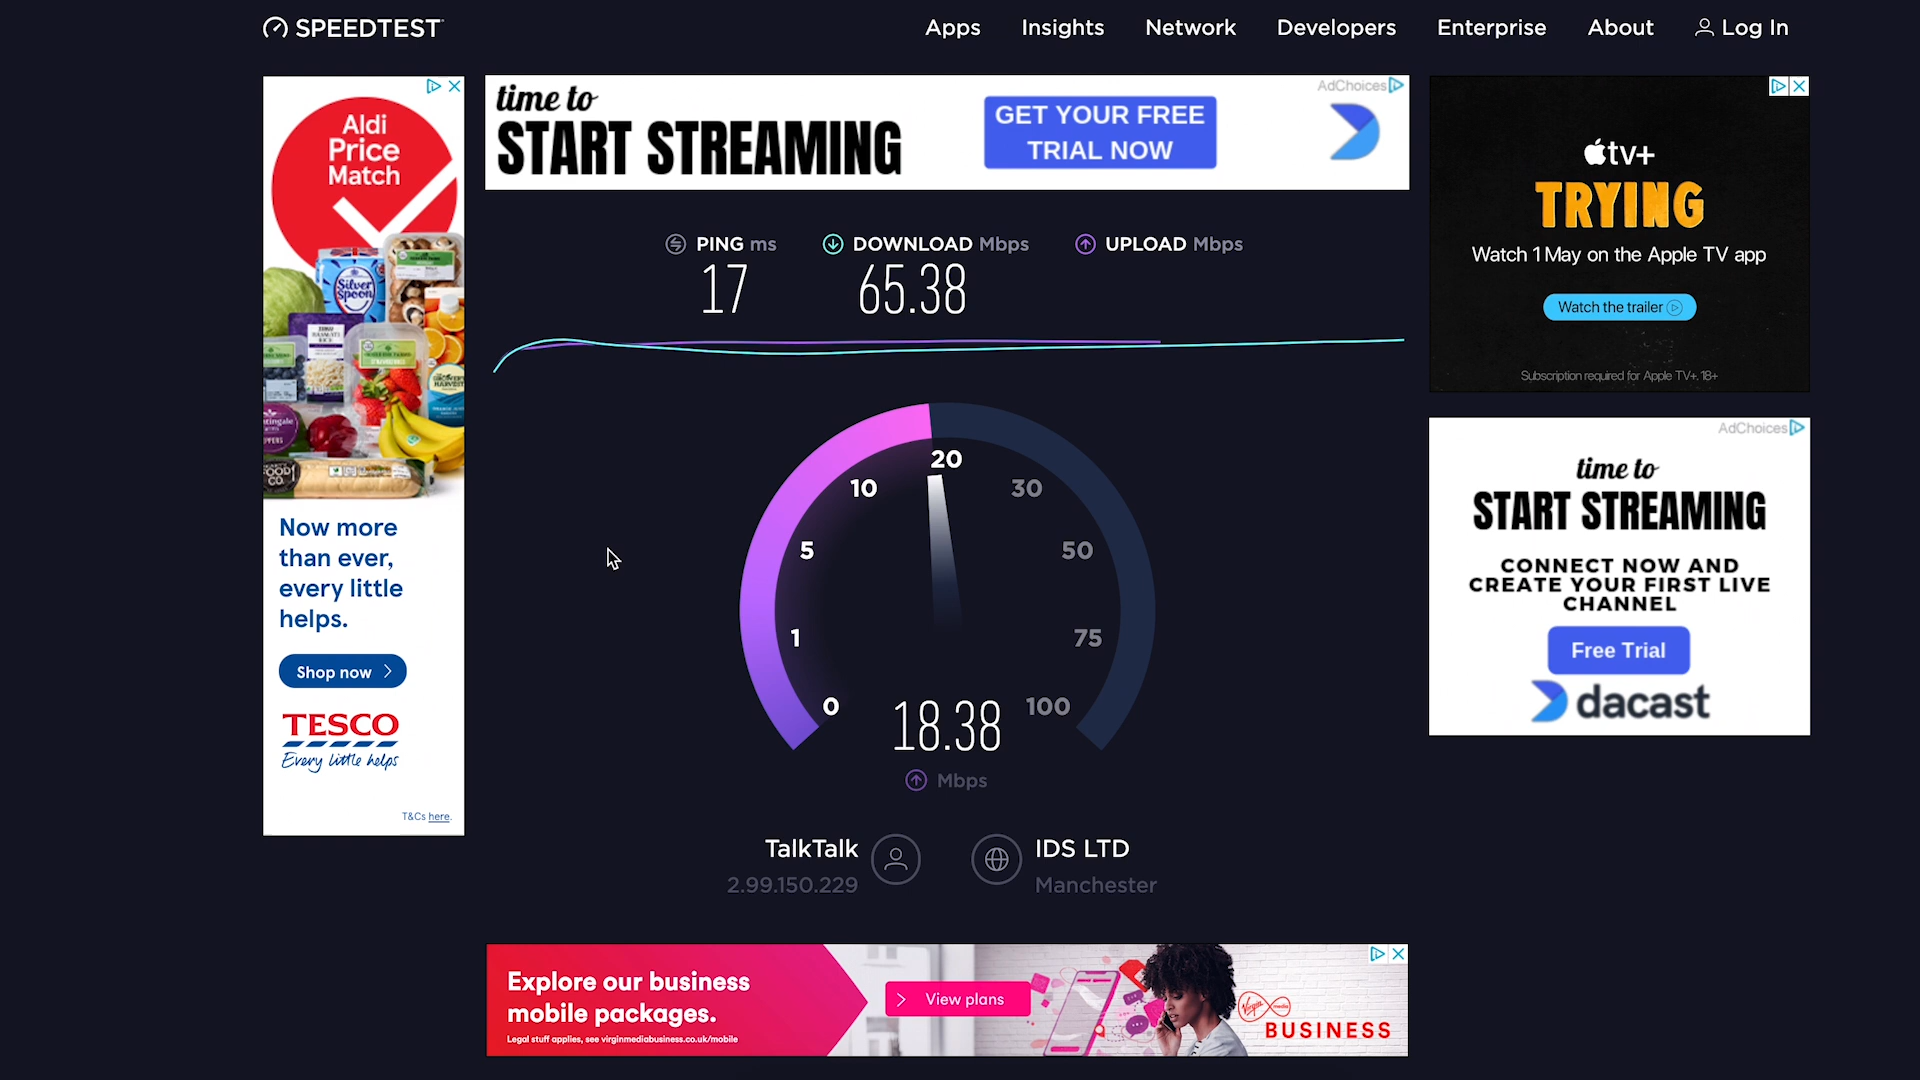 SPEEDTEST
Apps
Insights
Network
Developers
Enterprise
About
Log In
Aldi
Price
Match
Silver
Spoon
Now more
than ever,
every little
helps.
Shop now
TESCO
Every little helps
T&Cs here.
time to
START STREAMING
GET YOUR FREE
TRIAL NOW
AdChoices
PING ms
17
DOWNLOAD Mbps
65.38
UPLOAD Mbps
0
1
5
10
20
30
50
75
100
18.38
Mbps
TalkTalk
2.99.150.229
IDS LTD
Manchester
tv+
TRYING
Watch 1 May on the Apple TV app
Watch the trailer
Subscription required for Apple TV+. 18+
AdChoices
time to
START STREAMING
CONNECT NOW AND
CREATE YOUR FIRST LIVE
CHANNEL
Free Trial
dacast
Explore our business
mobile packages.
Legal stuff applies, see virginmediabusiness.co.uk/mobile
View plans
Virgin
media
BUSINESS